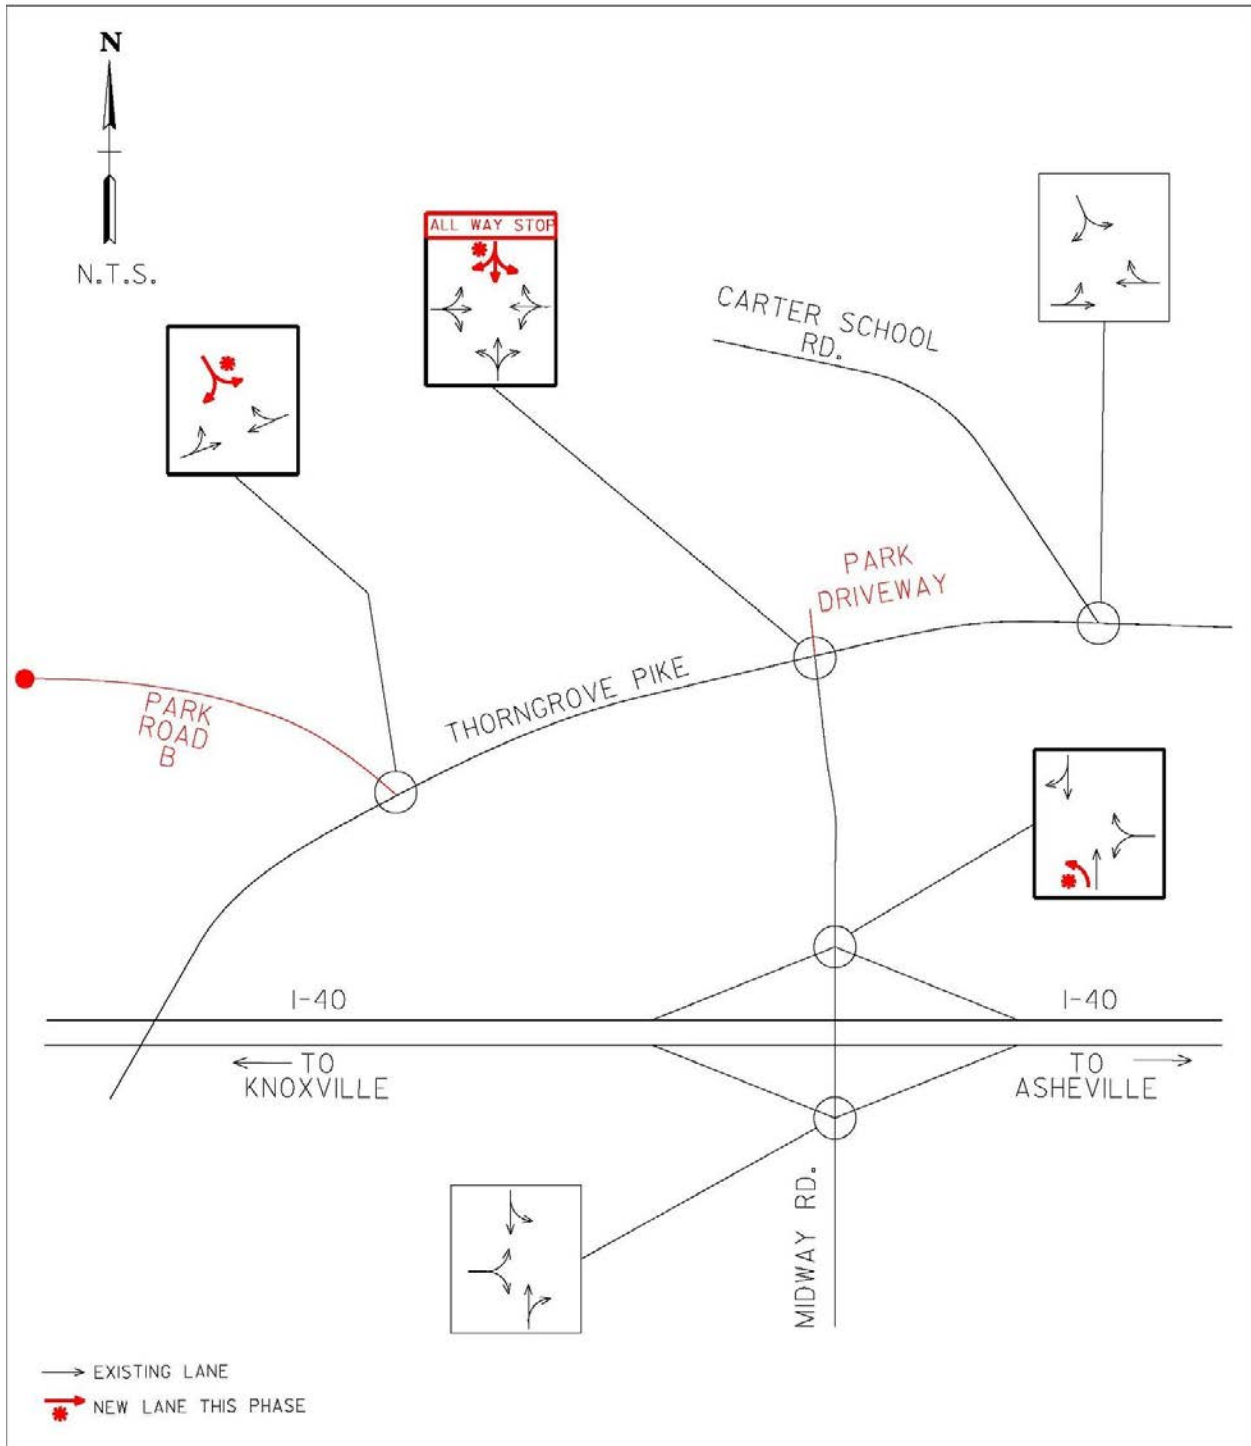 N
N.T.S.
ALL WAY STOP
CARTER SCHOOL
RD.
PARK
DRIVEWAY
THORNGROVE PIKE
PARK
ROAD
B
I-40
I-40
TO
KNOXVILLE
TO
ASHEVILLE
MIDWAY RD.
EXISTING LANE
NEW LANE THIS PHASE